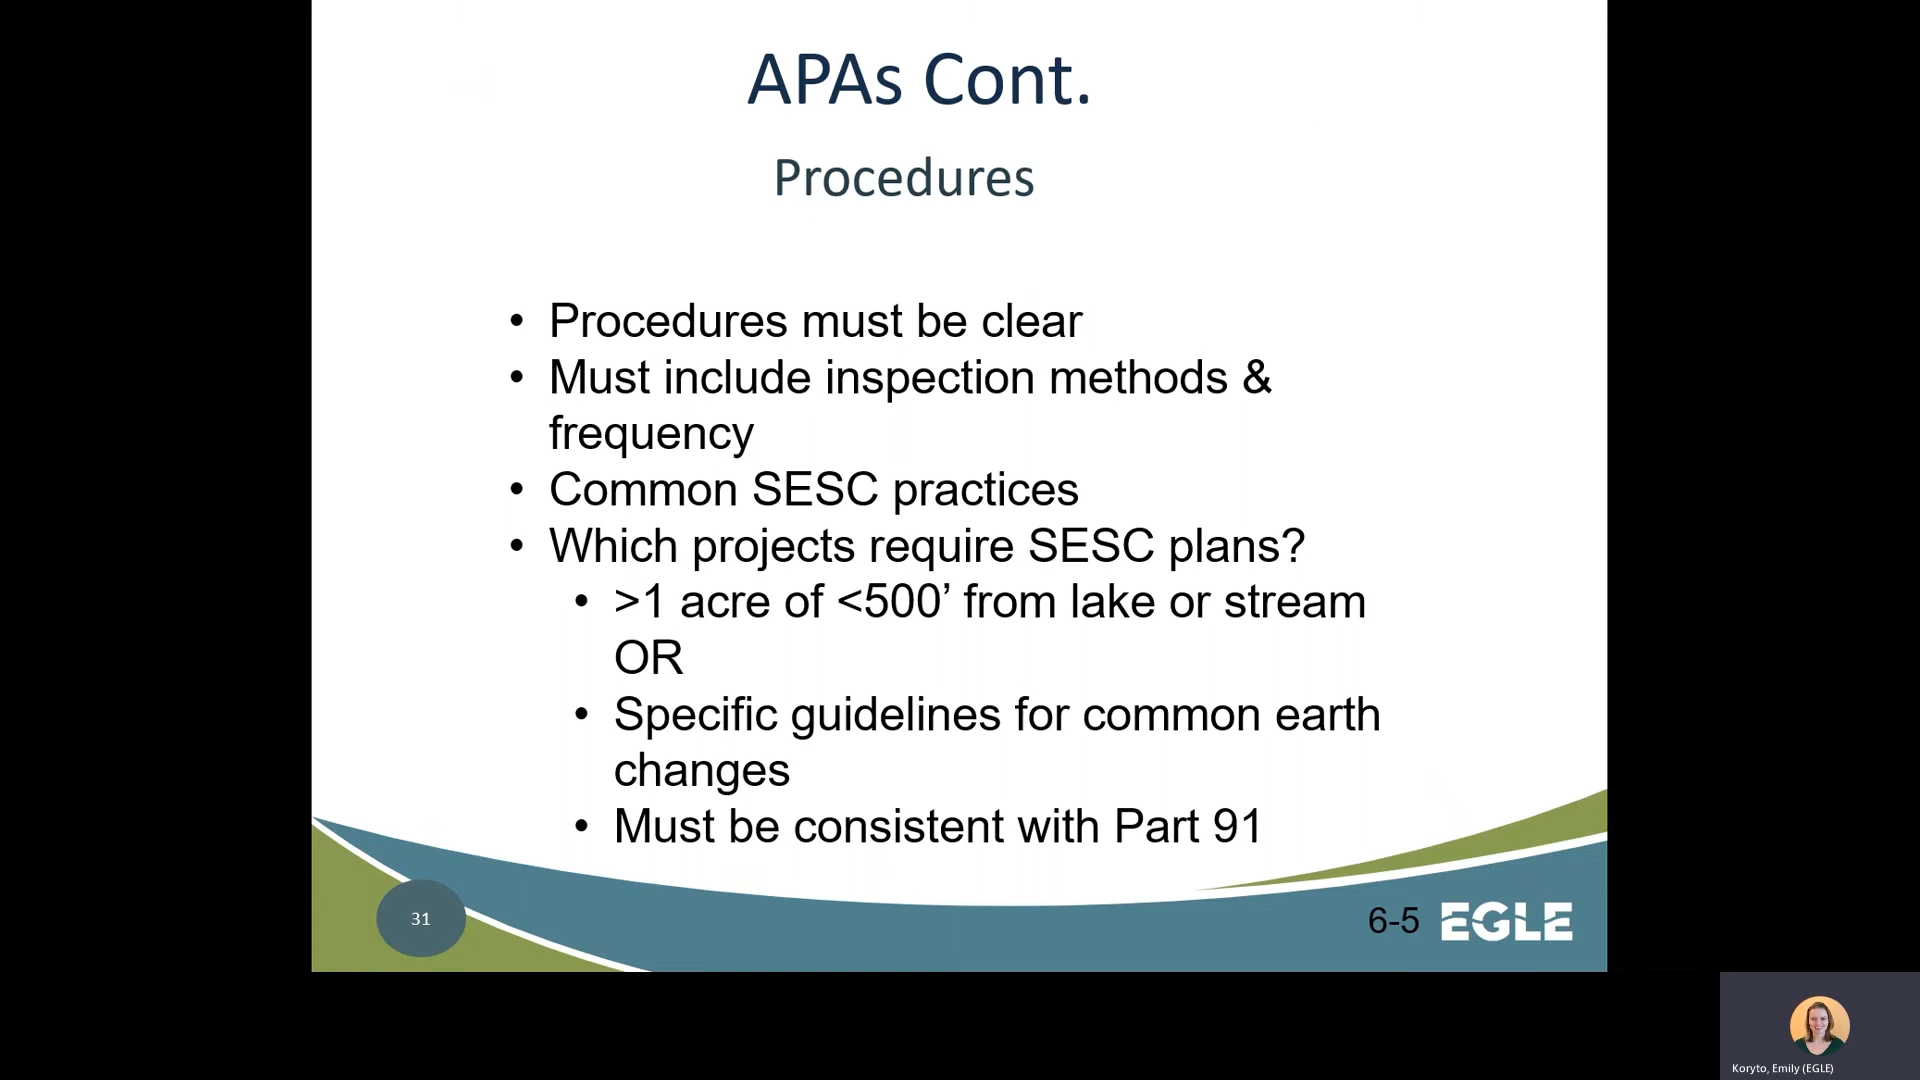 APAs Cont.
Procedures
• Procedures must be clear
• Must include inspection methods &
frequency
• Common SESC practices
• Which projects require SESC plans?
• >1 acre of <500’ from lake or stream
OR
• Specific guidelines for common earth
changes
• Must be consistent with Part 91
31
6-5 EGLE
Koryto, Emily (EGLE)